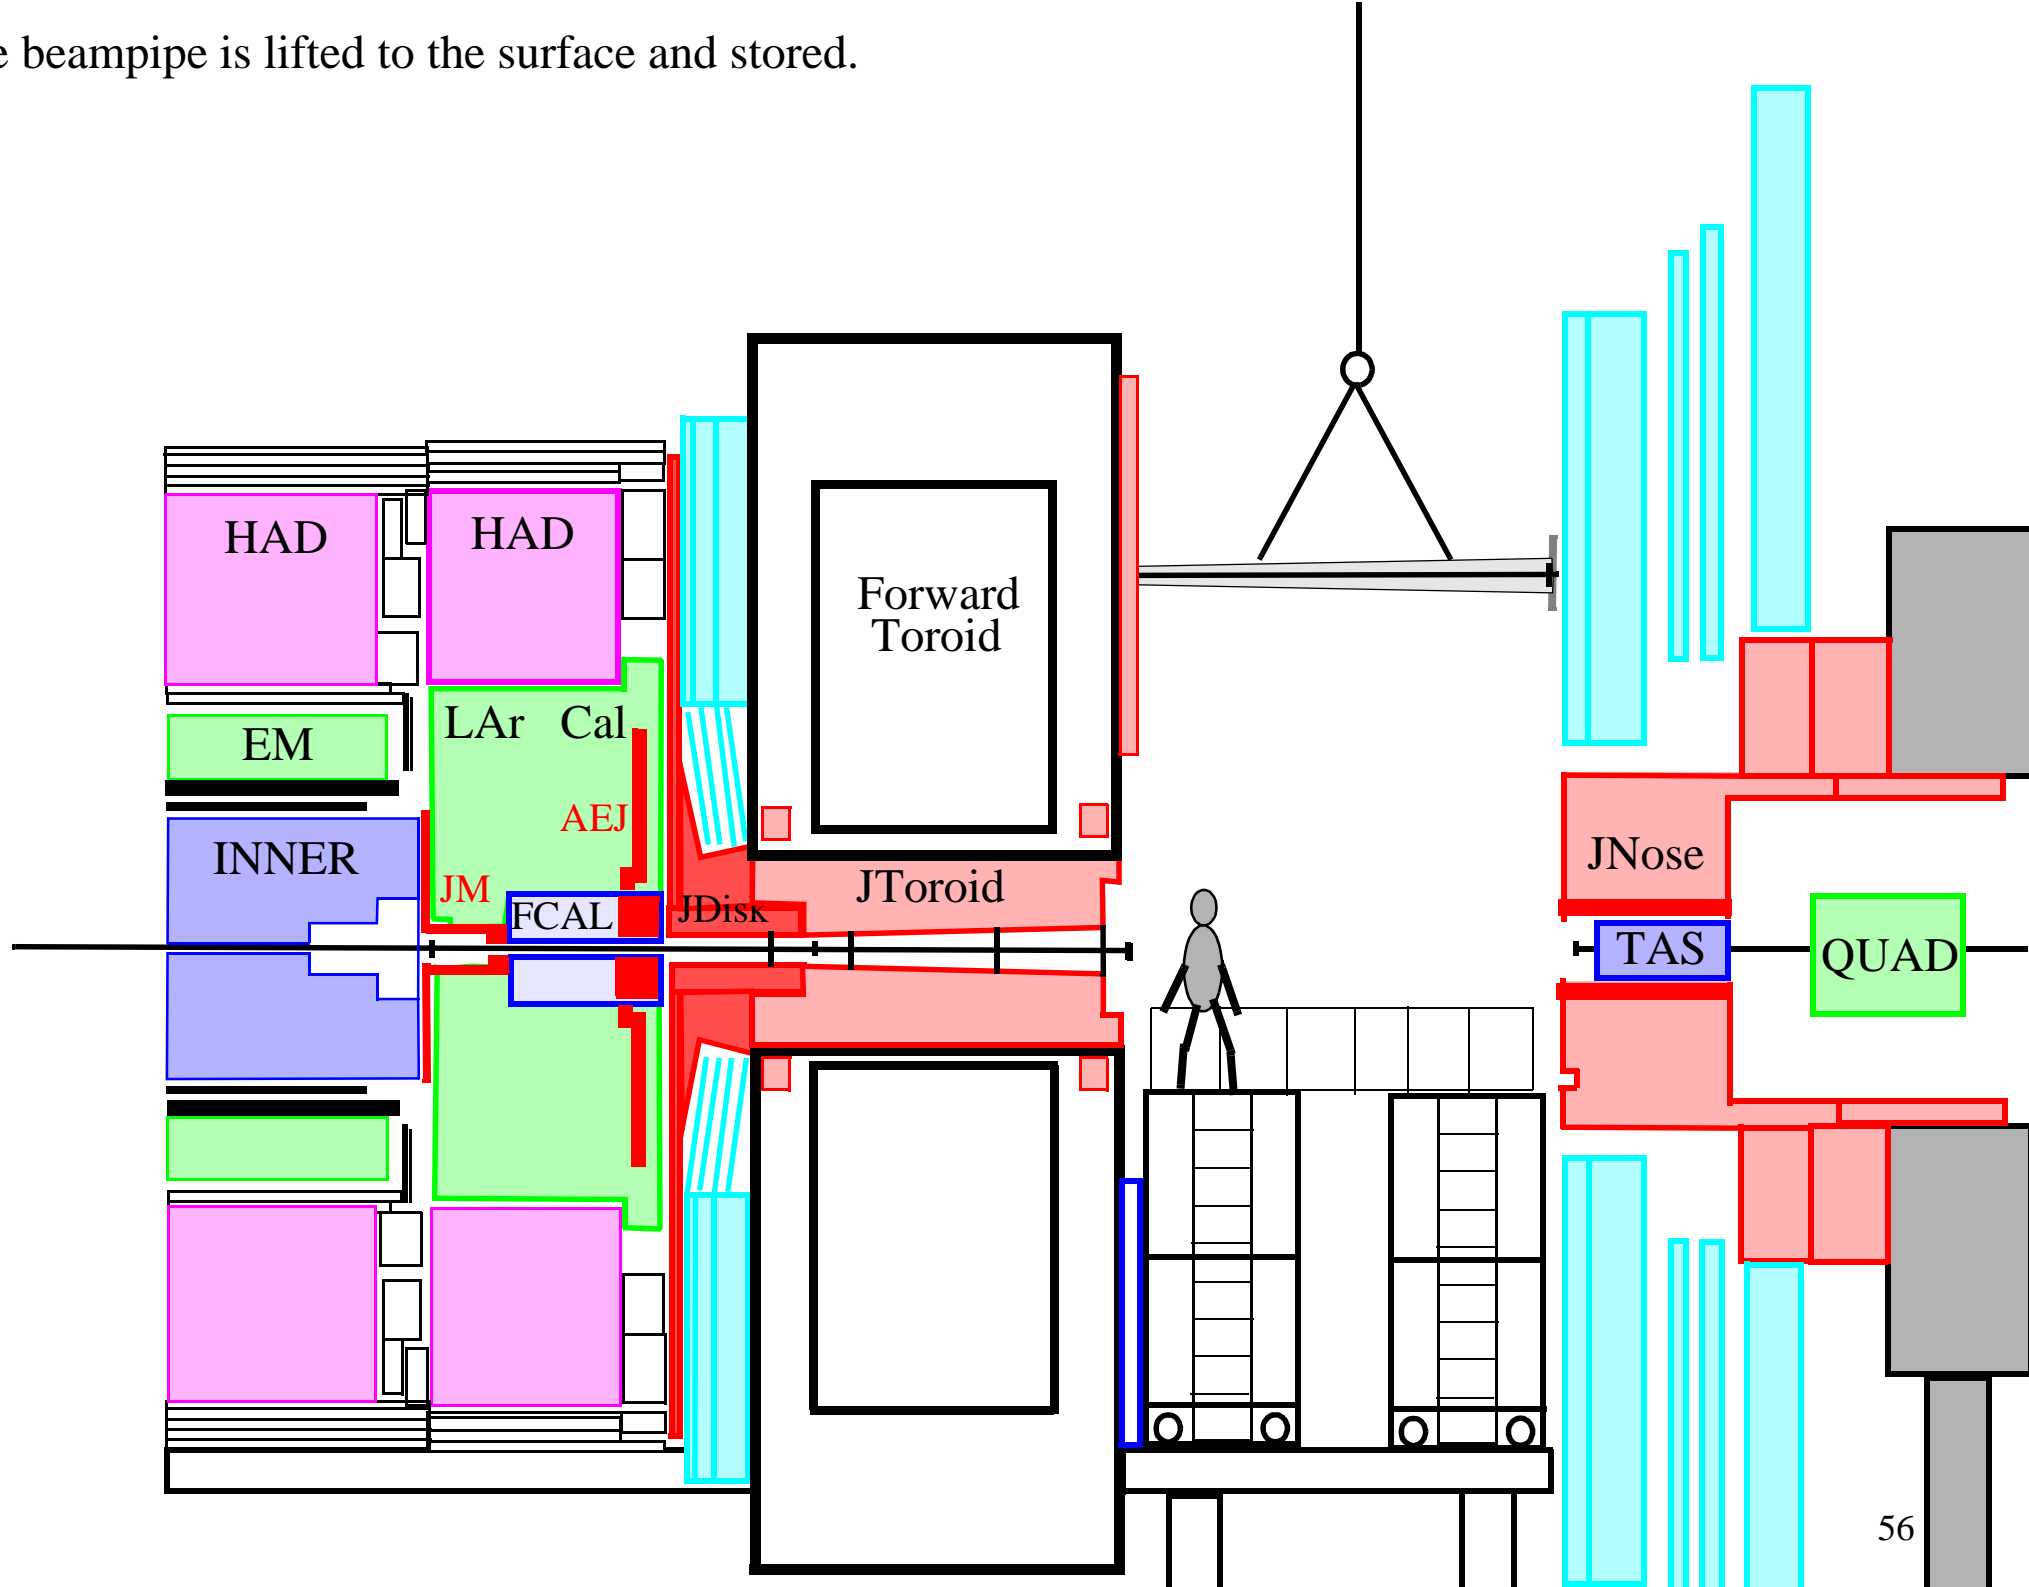 e beampipe is lifted to the surface and stored.
HAD
HAD
Forward
Toroid
LAr Cal
EM
AEJ
INNER
JM
FCAL
JDisk
JToroid
JNose
TAS
QUAD
56